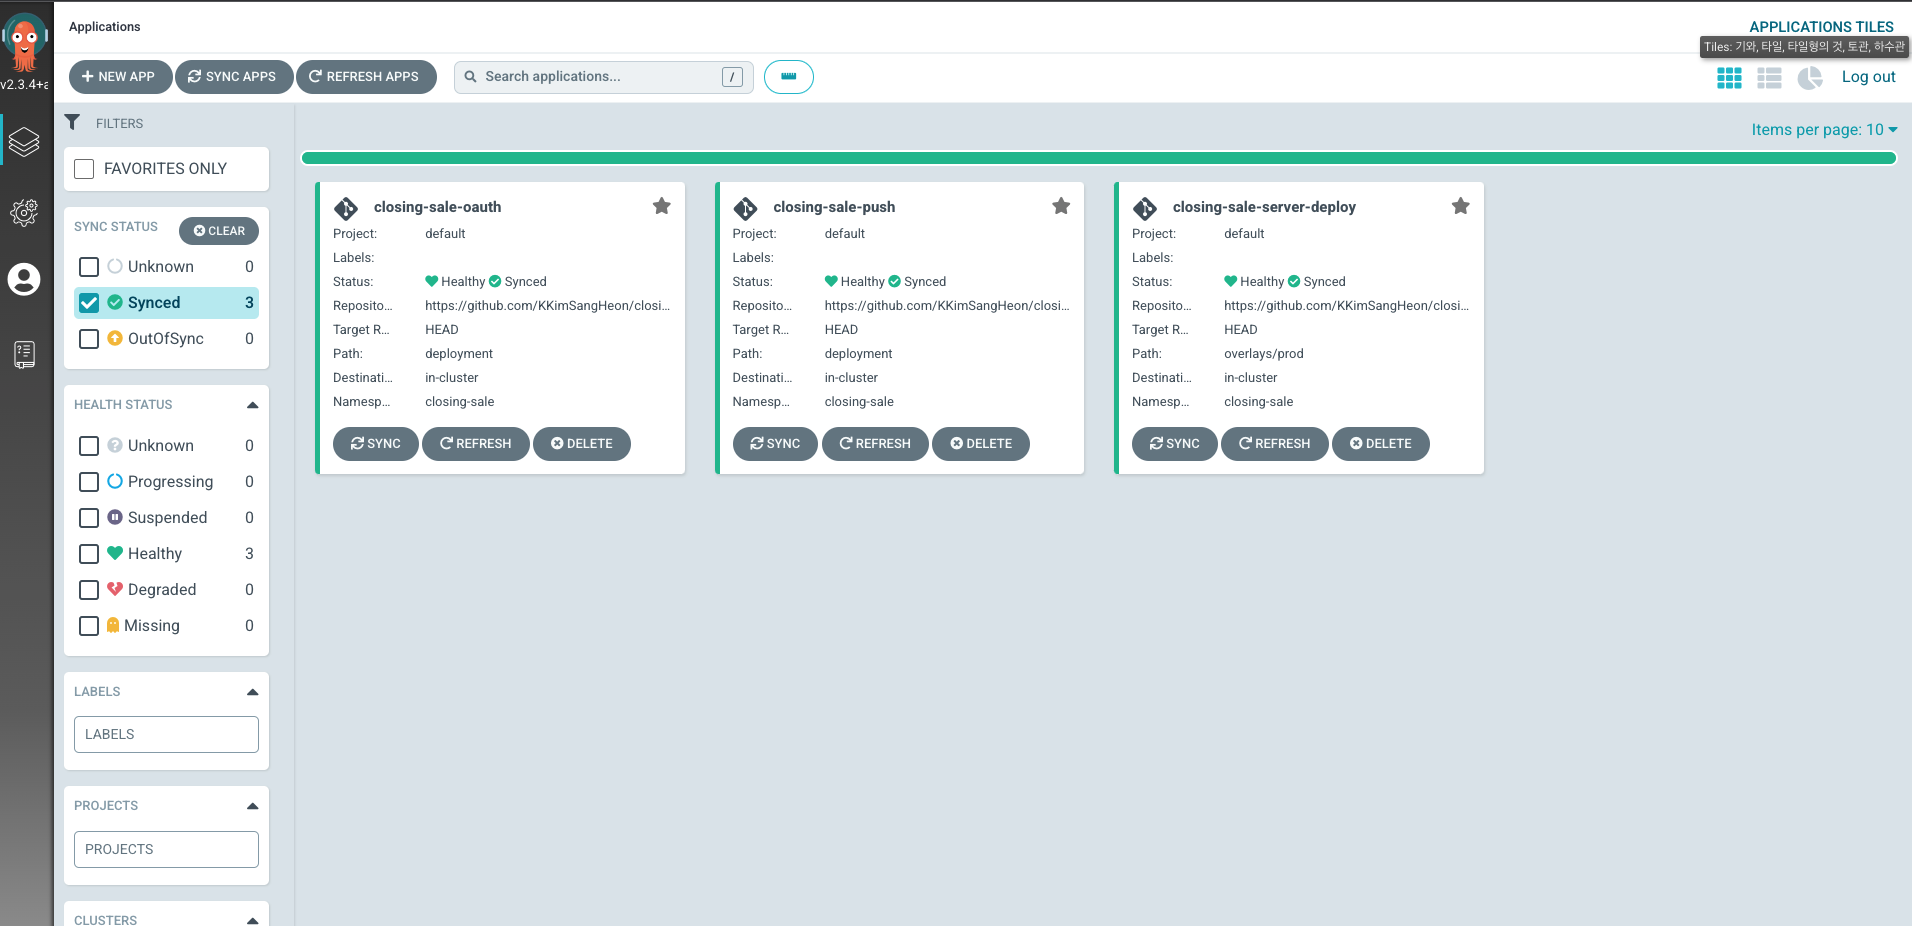 Applications
APPLICATIONS TILES
Tiles: 기와, 타일, 타일형의 것, 토관, 하수관
v2.3.4+a
NEW APP
SYNC APPS
REFRESH APPS
Search applications...
/
Log out
FILTERS
Items per page: 10
FAVORITES ONLY
SYNC STATUS
CLEAR
Unknown 0
Synced 3
OutOfSync 0
HEALTH STATUS
Unknown 0
Progressing 0
Suspended 0
Healthy 3
Degraded 0
Missing 0
LABELS
LABELS
PROJECTS
PROJECTS
CLUSTERS
closing-sale-oauth
Project: default
Labels:
Status: Healthy Synced
Reposito... https://github.com/KKimSangHeon/closi...
Target R... HEAD
Path: deployment
Destinati... in-cluster
Namesp... closing-sale
SYNC REFRESH DELETE
closing-sale-push
Project: default
Labels:
Status: Healthy Synced
Reposito... https://github.com/KKimSangHeon/closi...
Target R... HEAD
Path: deployment
Destinati... in-cluster
Namesp... closing-sale
SYNC REFRESH DELETE
closing-sale-server-deploy
Project: default
Labels:
Status: Healthy Synced
Reposito... https://github.com/KKimSangHeon/closi...
Target R... HEAD
Path: overlays/prod
Destinati... in-cluster
Namesp... closing-sale
SYNC REFRESH DELETE